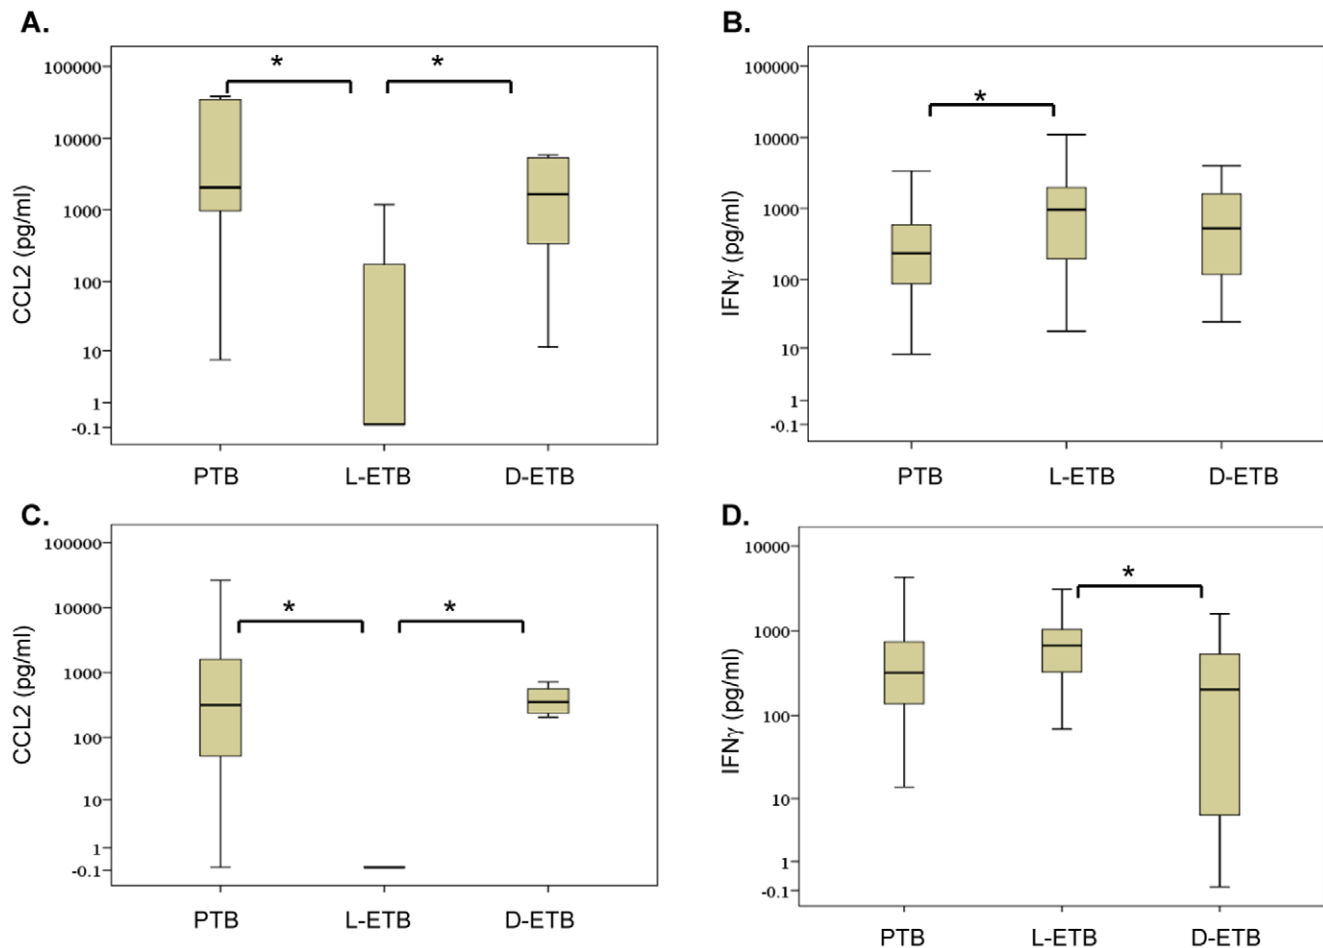 A.
CCL2 (pg/ml)
100000
10000
1000
100
10
1
-0.1
* *
PTB L-ETB D-ETB
B.
IFNγ (pg/ml)
100000
10000
1000
100
10
1
-0.1
*
PTB L-ETB D-ETB
C.
CCL2 (pg/ml)
100000
10000
1000
100
10
1
-0.1
* *
PTB L-ETB D-ETB
D.
IFNγ (pg/ml)
10000
1000
100
10
1
-0.1
*
PTB L-ETB D-ETB